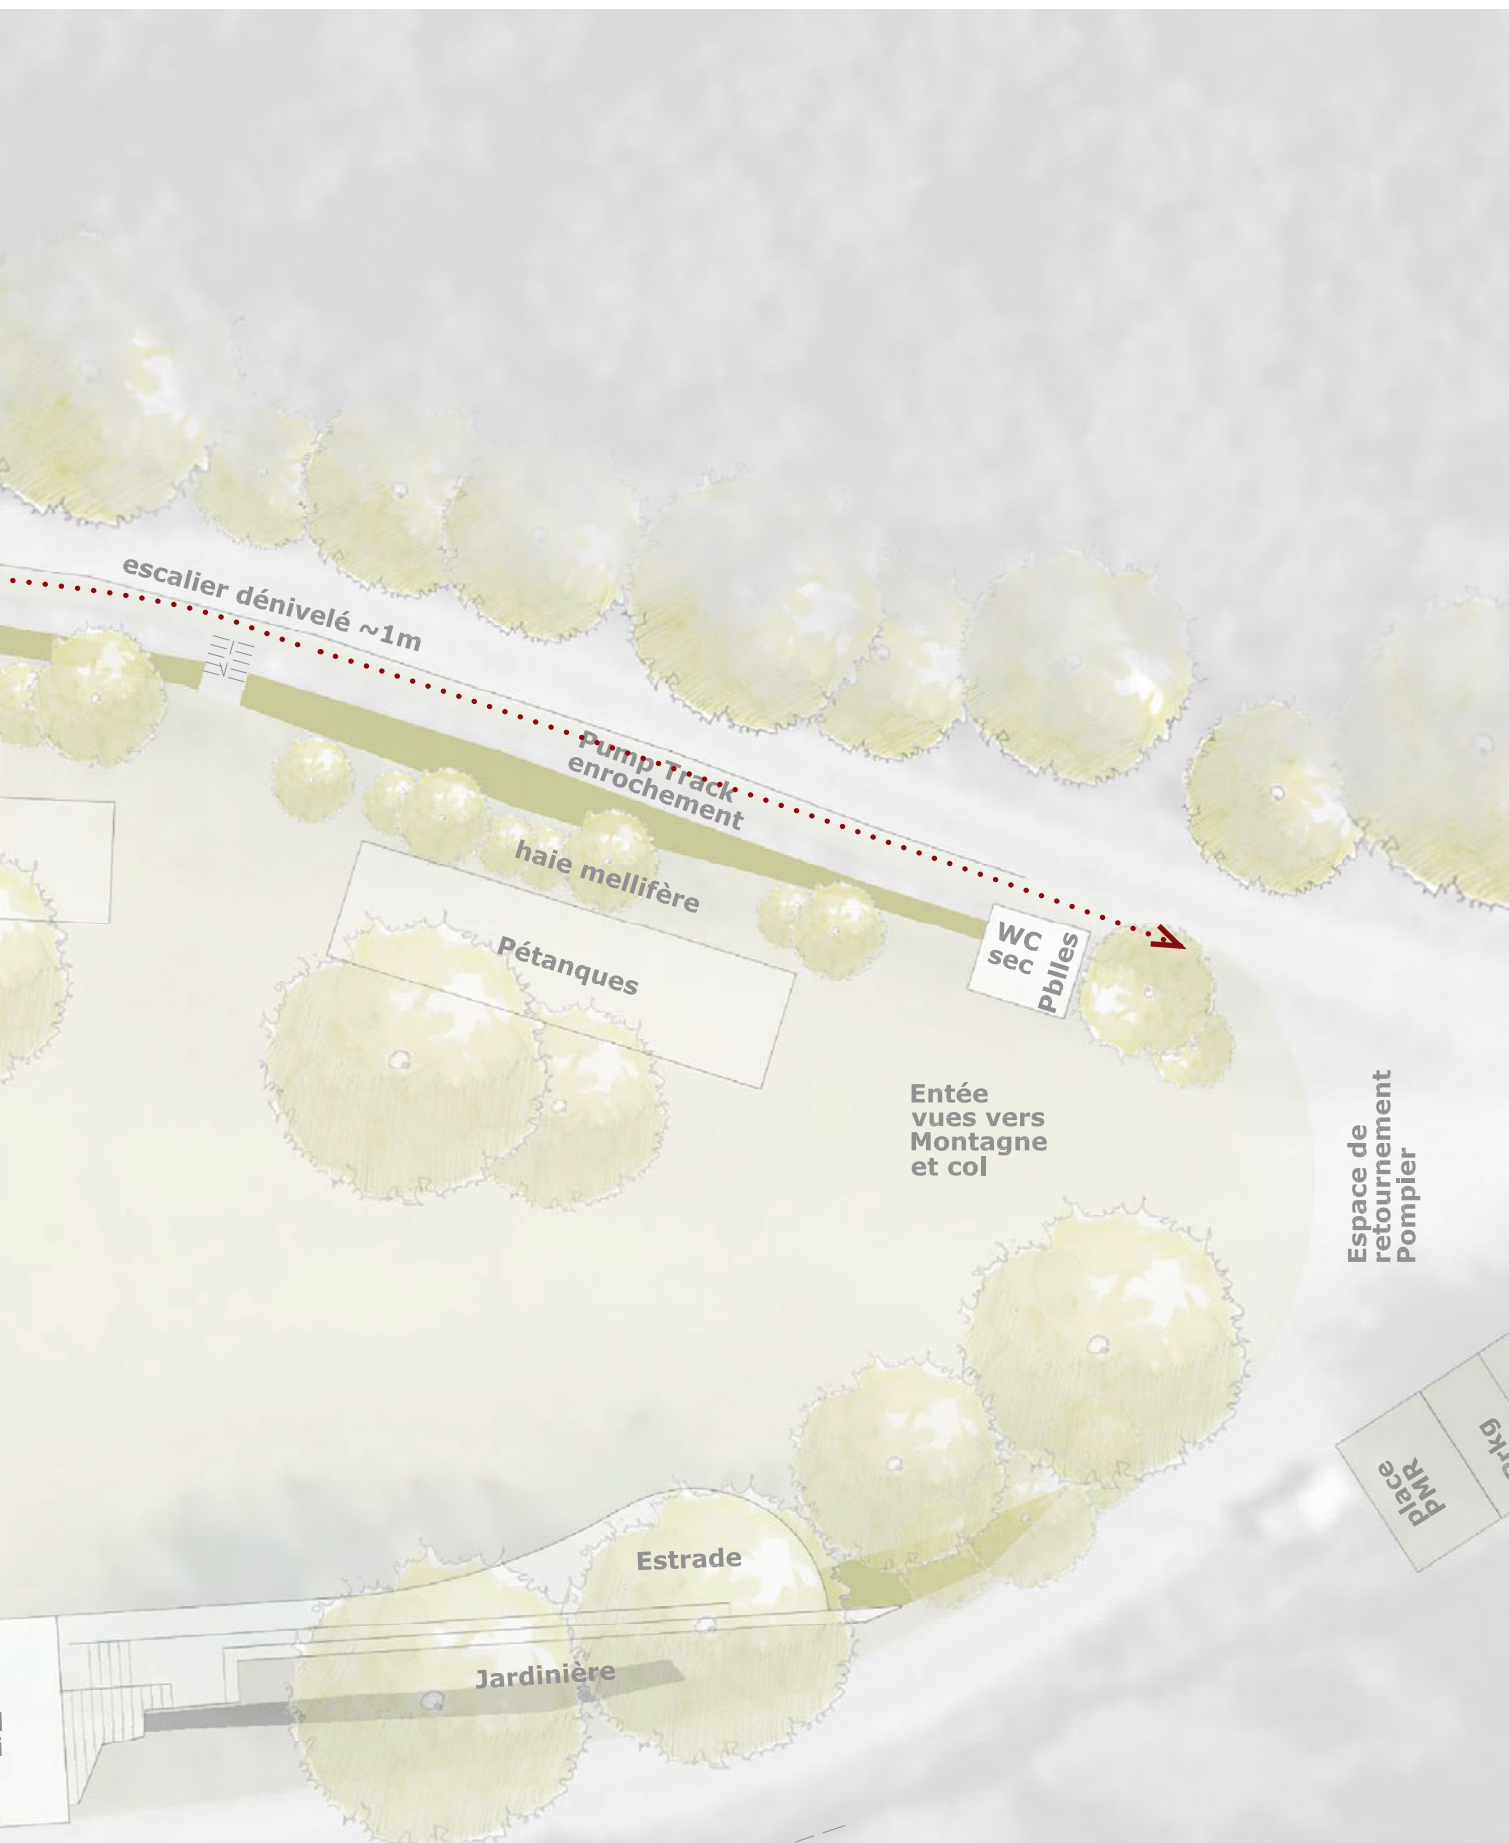 escalier dénivelé ~1m
Pump Track
enrochement
haie mellifère
Pétanques
WC
sec
Pblles
Entée
vues vers
Montagne
et col
Espace de
retournement
Pompier
place
PMR
Estrade
Jardinière